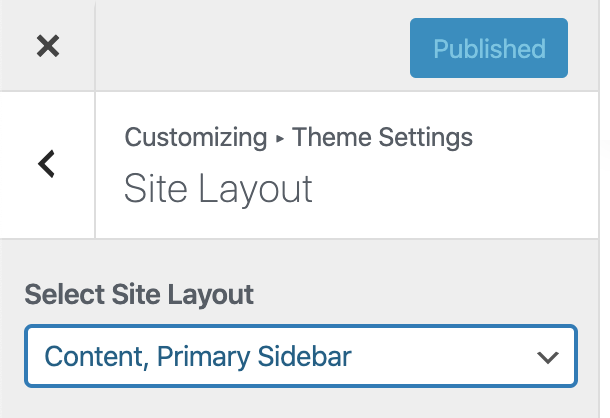 Published
Customizing ▸ Theme Settings
Site Layout
Select Site Layout
Content, Primary Sidebar